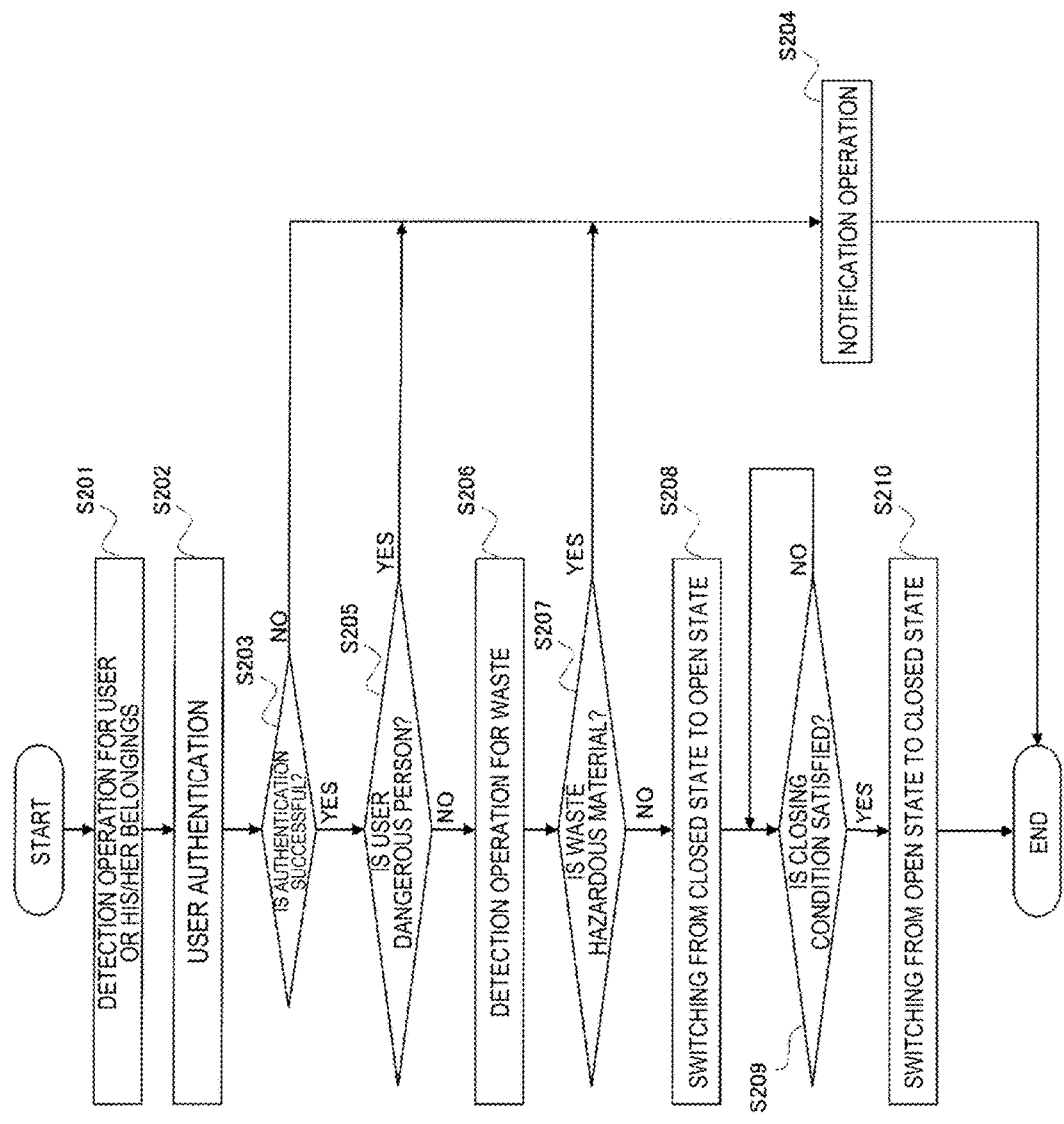 START
DETECTION OPERATION FOR USER
OR HIS/HER BELONGINGS
S201
USER AUTHENTICATION
S202
IS AUTHENTICATION
SUCCESSFUL?
S203
NO
YES
IS USER
DANGEROUS PERSON?
S205
YES
NO
DETECTION OPERATION FOR WASTE
S206
IS WASTE
HAZARDOUS MATERIAL?
S207
YES
NO
SWITCHING FROM CLOSED STATE TO OPEN STATE
S208
IS CLOSING
CONDITION SATISFIED?
S209
NO
YES
SWITCHING FROM OPEN STATE TO CLOSED STATE
S210
NOTIFICATION OPERATION
S204
END